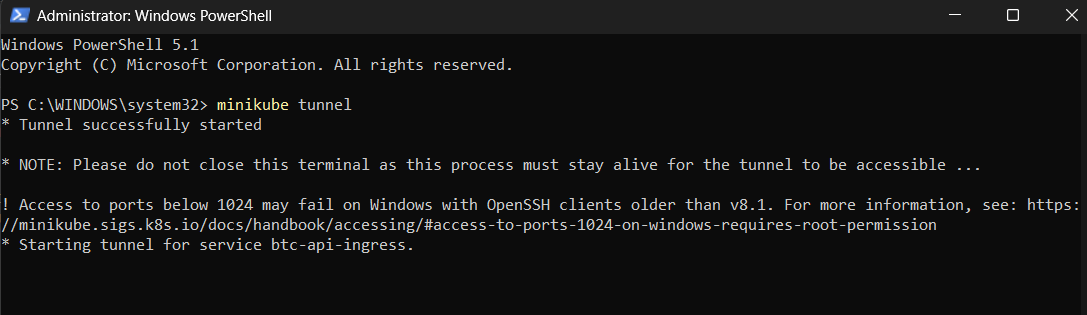 Administrator: Windows PowerShell
Windows PowerShell 5.1
Copyright (C) Microsoft Corporation. All rights reserved.
PS C:\WINDOWS\system32> minikube tunnel
* Tunnel successfully started
* NOTE: Please do not close this terminal as this process must stay alive for the tunnel to be accessible ...
! Access to ports below 1024 may fail on Windows with OpenSSH clients older than v8.1. For more information, see: https:
//minikube.sigs.k8s.io/docs/handbook/accessing/#access-to-ports-1024-on-windows-requires-root-permission
* Starting tunnel for service btc-api-ingress.